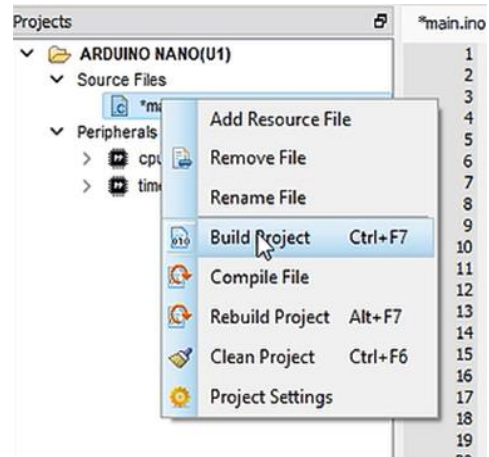 Projects
*main.ino
ARDUINO NANO(U1)
Source Files
Peripherals
Add Resource File
Remove File
Rename File
Build Project Ctrl+F7
Compile File
Rebuild Project Alt+F7
Clean Project Ctrl+F6
Project Settings
1
2
3
4
5
6
7
8
9
10
11
12
13
14
15
16
17
18
19